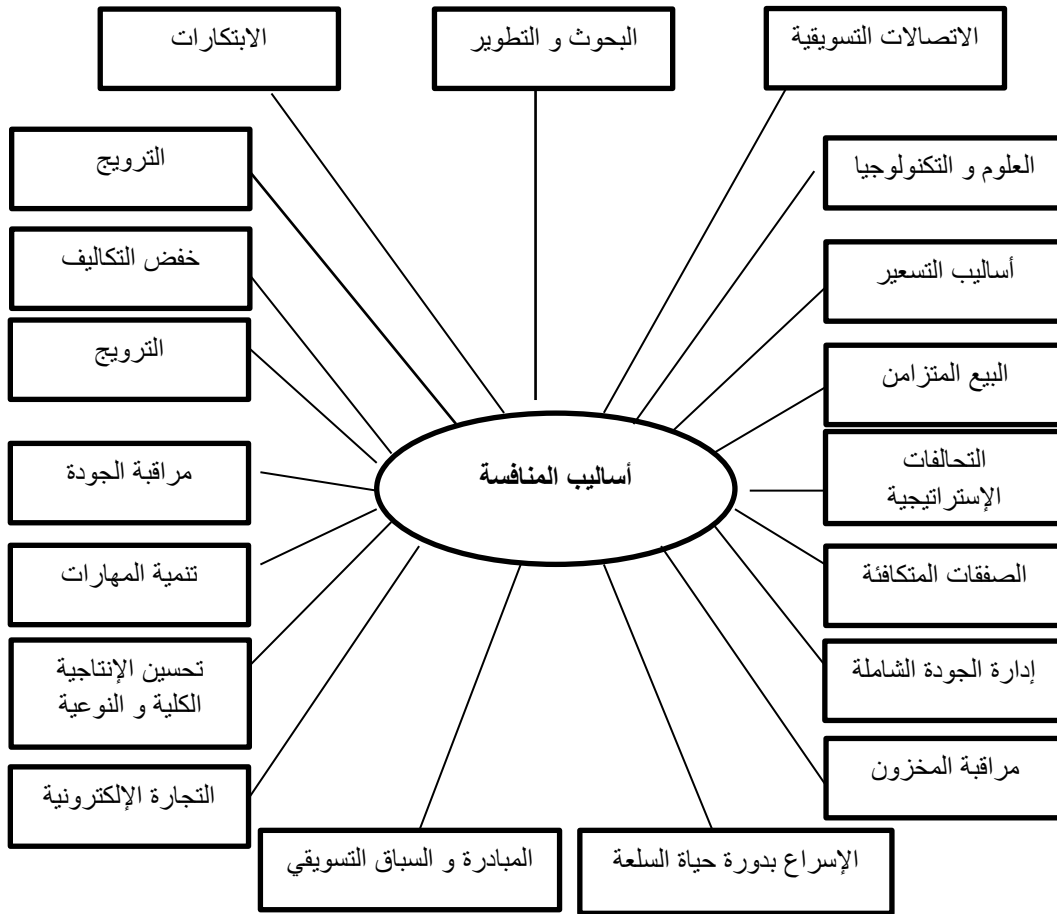 الاتصالات التسويقية
البحوث و التطوير
الابتكارات
العلوم و التكنولوجيا
الترويج
أساليب التسعير
خفض التكاليف
البيع المتزامن
الترويج
التحالفات
الإستراتيجية
أساليب المنافسة
مراقبة الجودة
الصفقات المتكافئة
تنمية المهارات
إدارة الجودة الشاملة
تحسين الإنتاجية
الكلية و النوعية
مراقبة المخزون
التجارة الإلكترونية
الإسراع بدورة حياة السلعة
المبادرة و السباق التسويقي